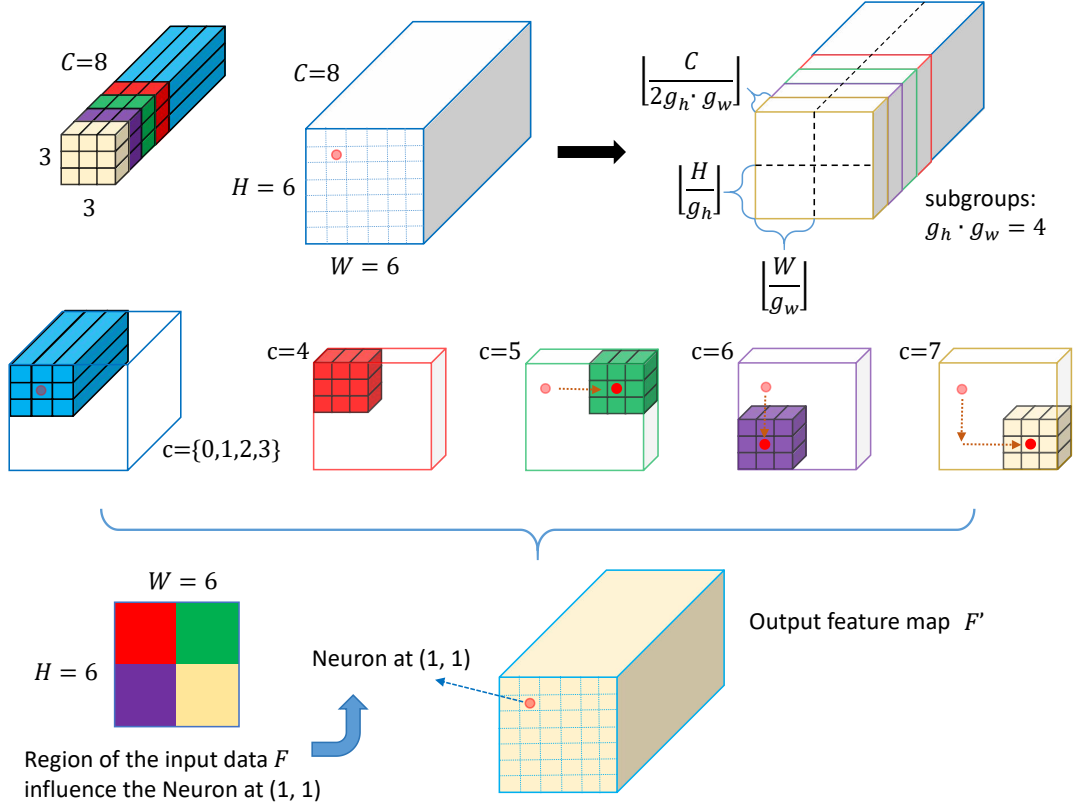 C=8
3
3
C=8
H = 6
W = 6
⌊C / 2g_h · g_w⌋
⌊H / g_h⌋
⌊W / g_w⌋
subgroups:
g_h · g_w = 4
c={0,1,2,3}
c=4
c=5
c=6
c=7
W = 6
H = 6
Region of the input data F
influence the Neuron at (1, 1)
Neuron at (1, 1)
Output feature map F'